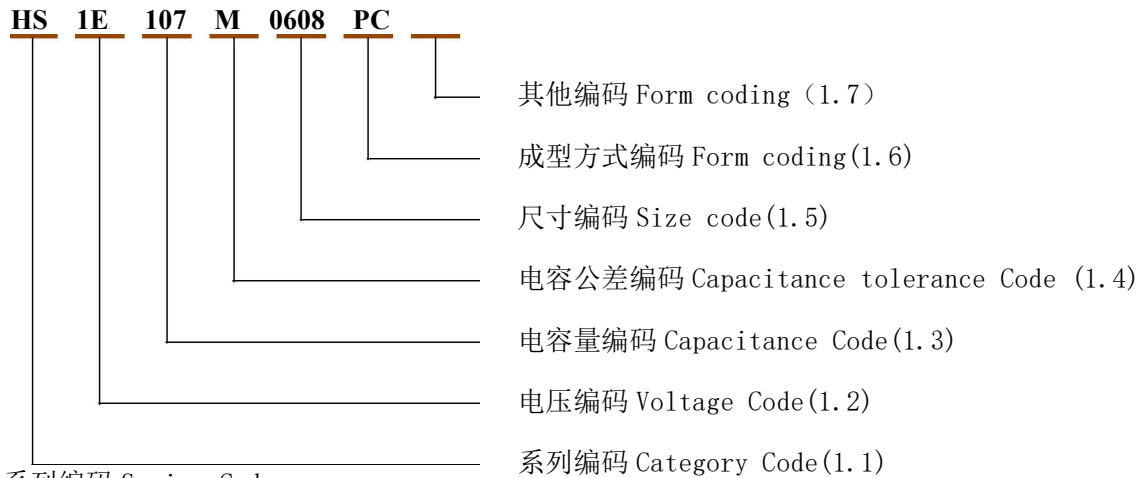 HS 1E 107 M 0608 PC
其他编码 Form coding（1.7）
成型方式编码 Form coding(1.6)
尺寸编码 Size code(1.5)
电容公差编码 Capacitance tolerance Code (1.4)
电容量编码 Capacitance Code(1.3)
电压编码 Voltage Code(1.2)
系列编码 Category Code(1.1)